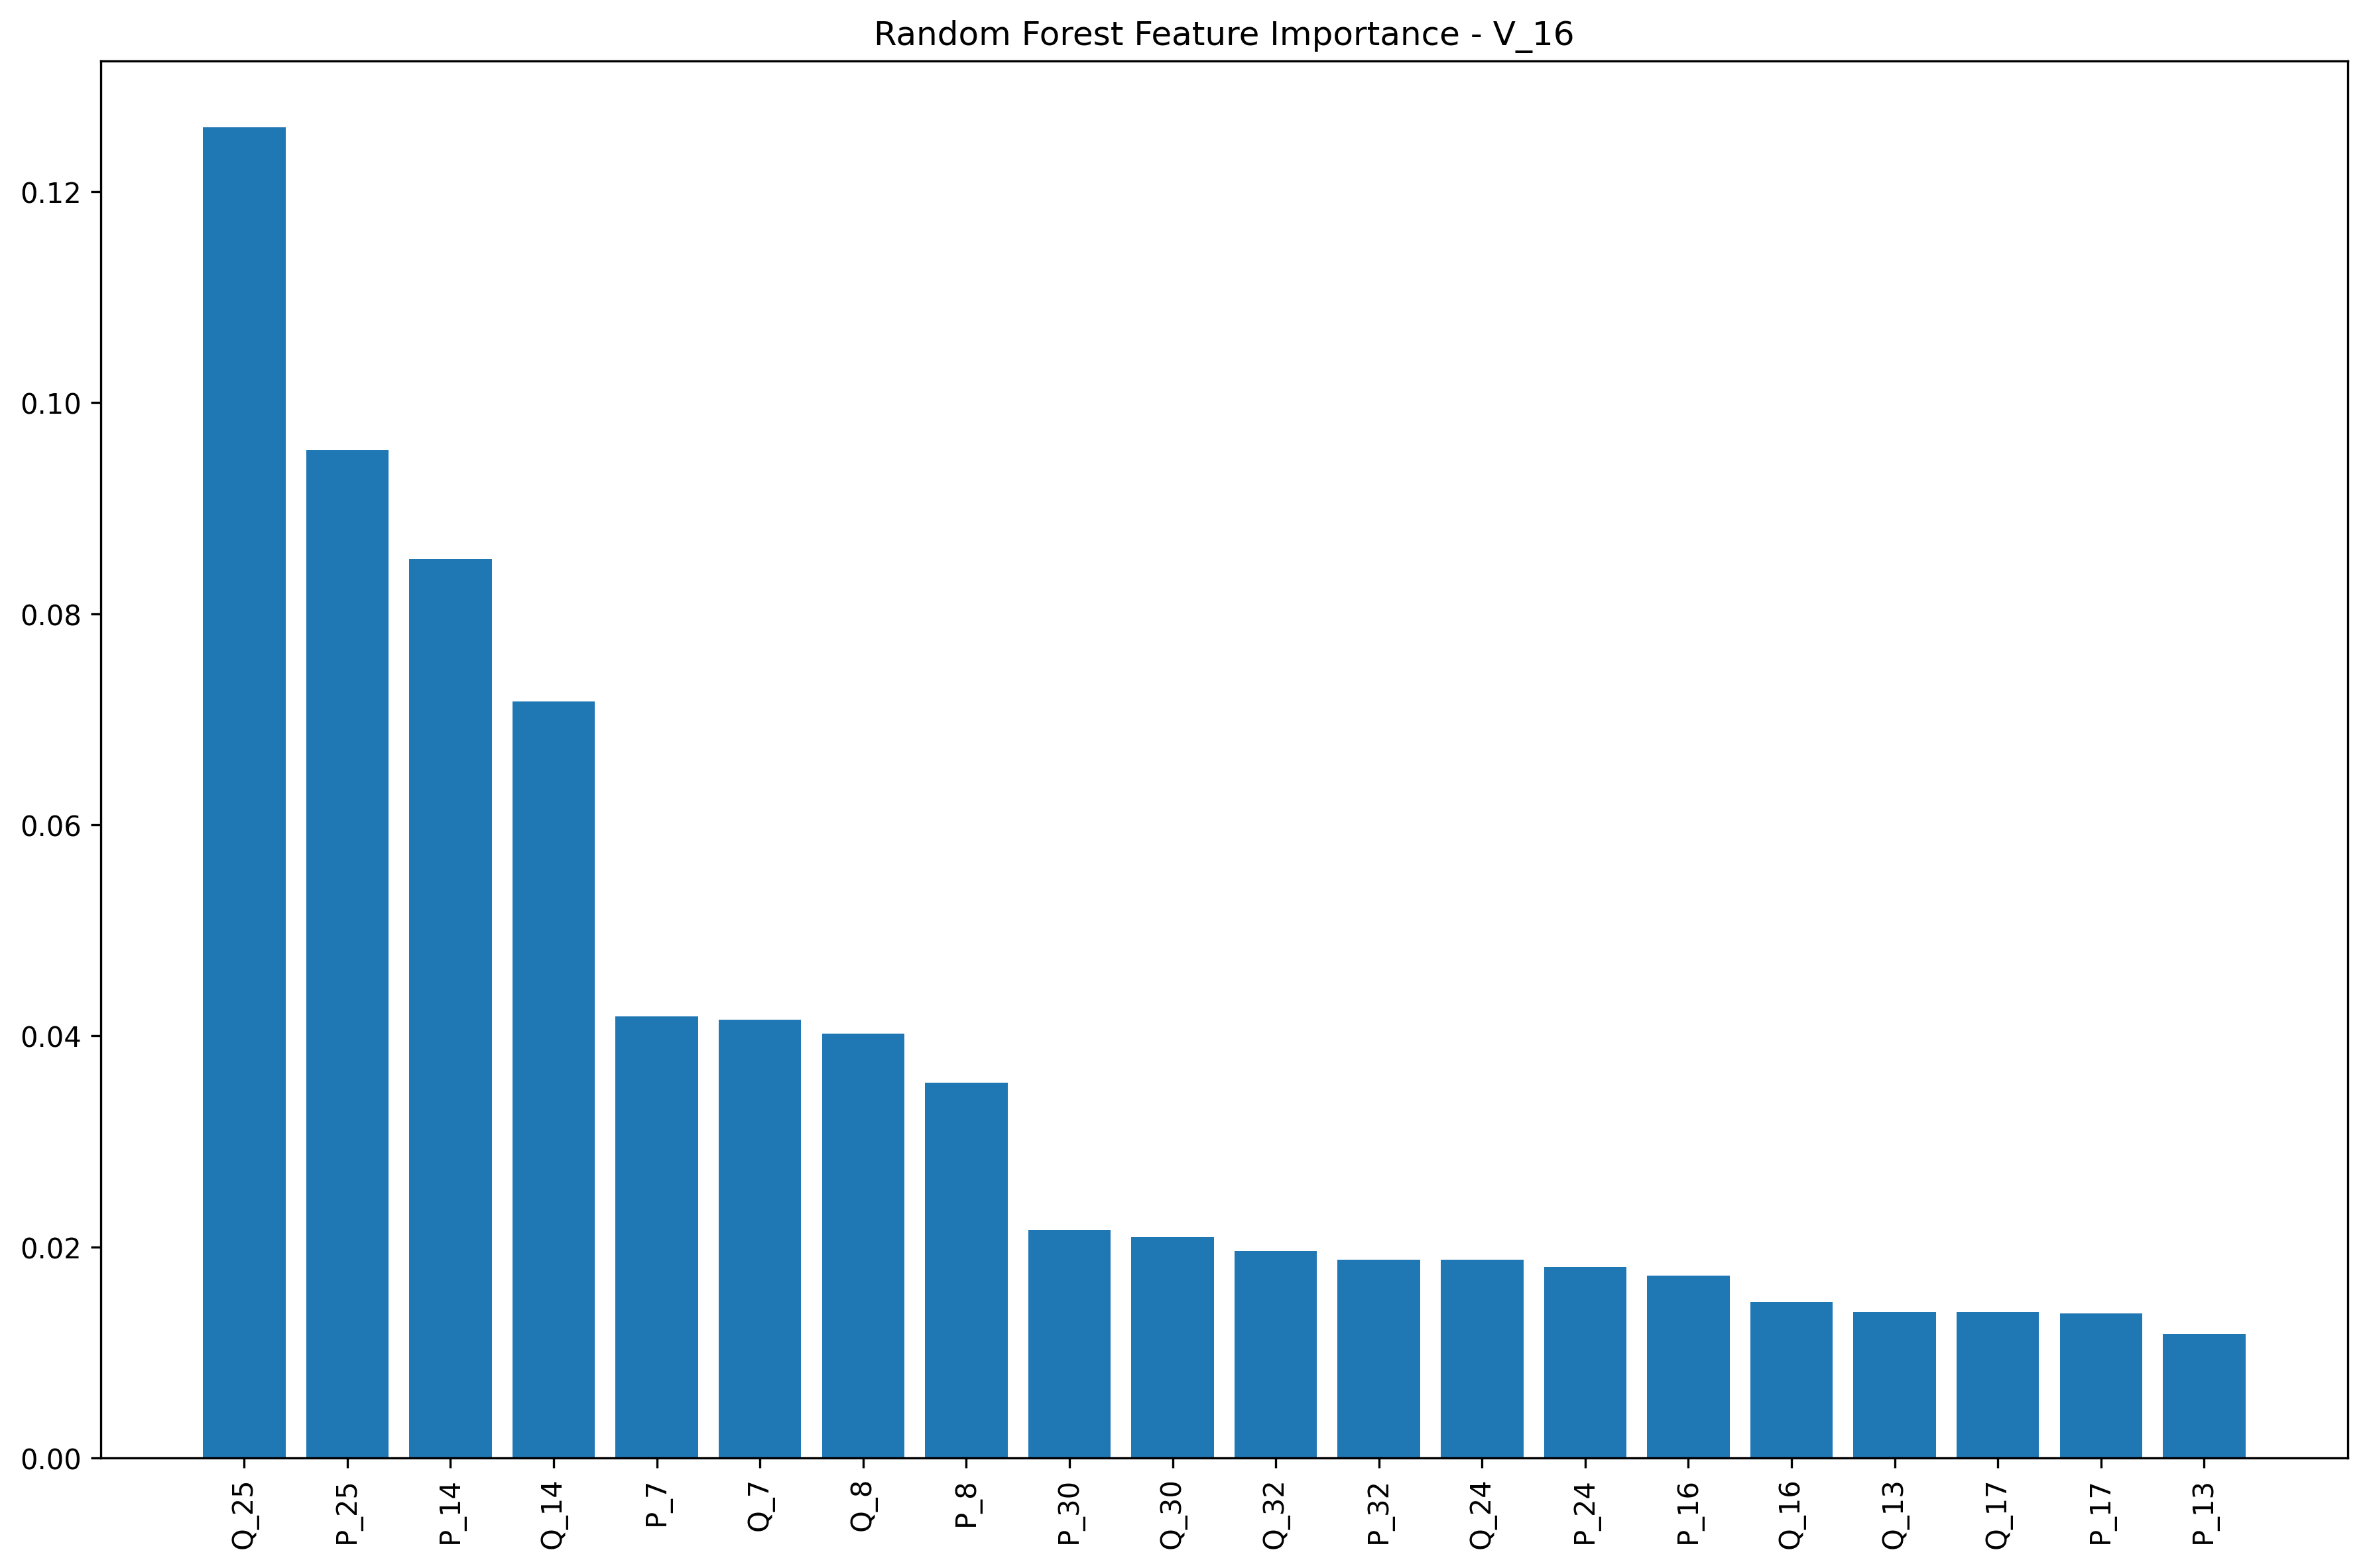 Random Forest Feature Importance - V_16
0.12
0.10
0.08
0.06
0.04
0.02
0.00
Q_25
P_25
P_14
Q_14
P_7
Q_7
Q_8
P_8
P_30
Q_30
Q_32
P_32
Q_24
P_24
P_16
Q_16
Q_13
Q_17
P_17
P_13